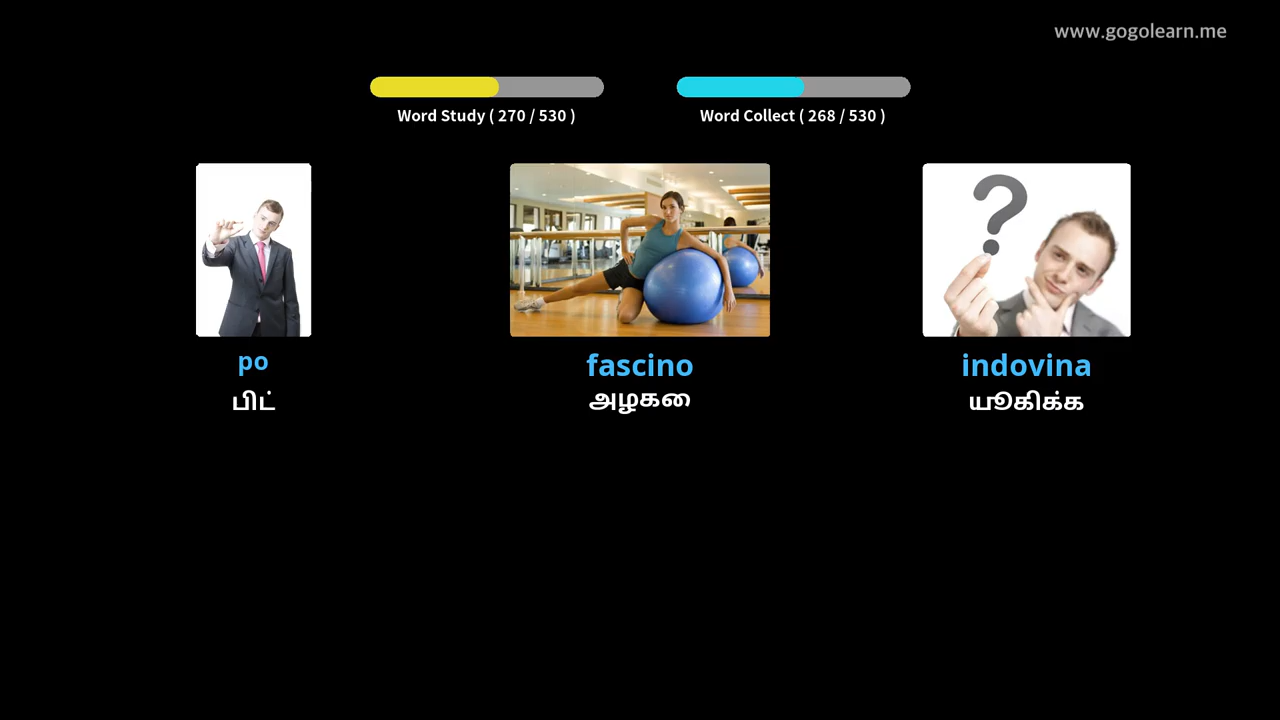 www.gogolearn.me
Word Study ( 270 / 530 )
Word Collect ( 268 / 530 )
po
பிட்
fascino
அழகை
indovina
யூகிக்க